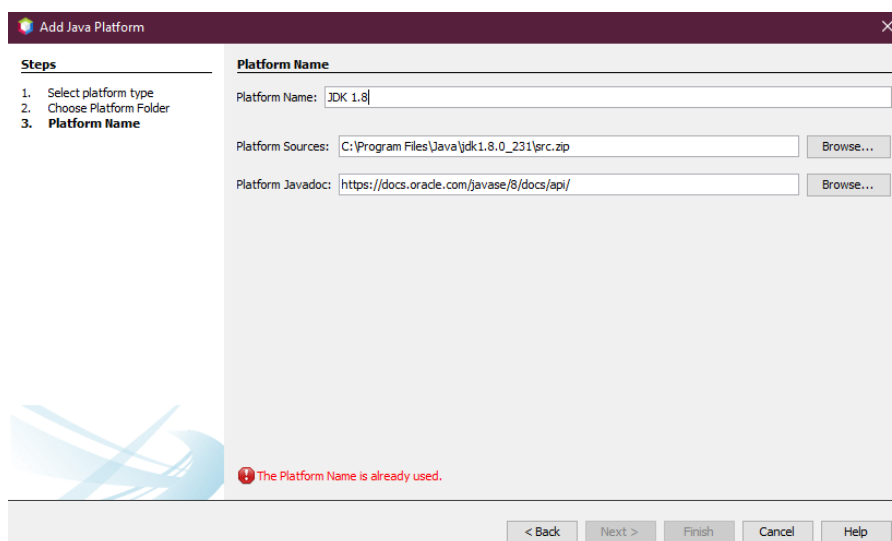 Add Java Platform
Steps
1. Select platform type
2. Choose Platform Folder
3. Platform Name
Platform Name
Platform Name: JDK 1.8
Platform Sources: C:\Program Files\Java\jdk1.8.0_231\src.zip Browse...
Platform Javadoc: https://docs.oracle.com/javase/8/docs/api/ Browse...
The Platform Name is already used.
< Back Next > Finish Cancel Help